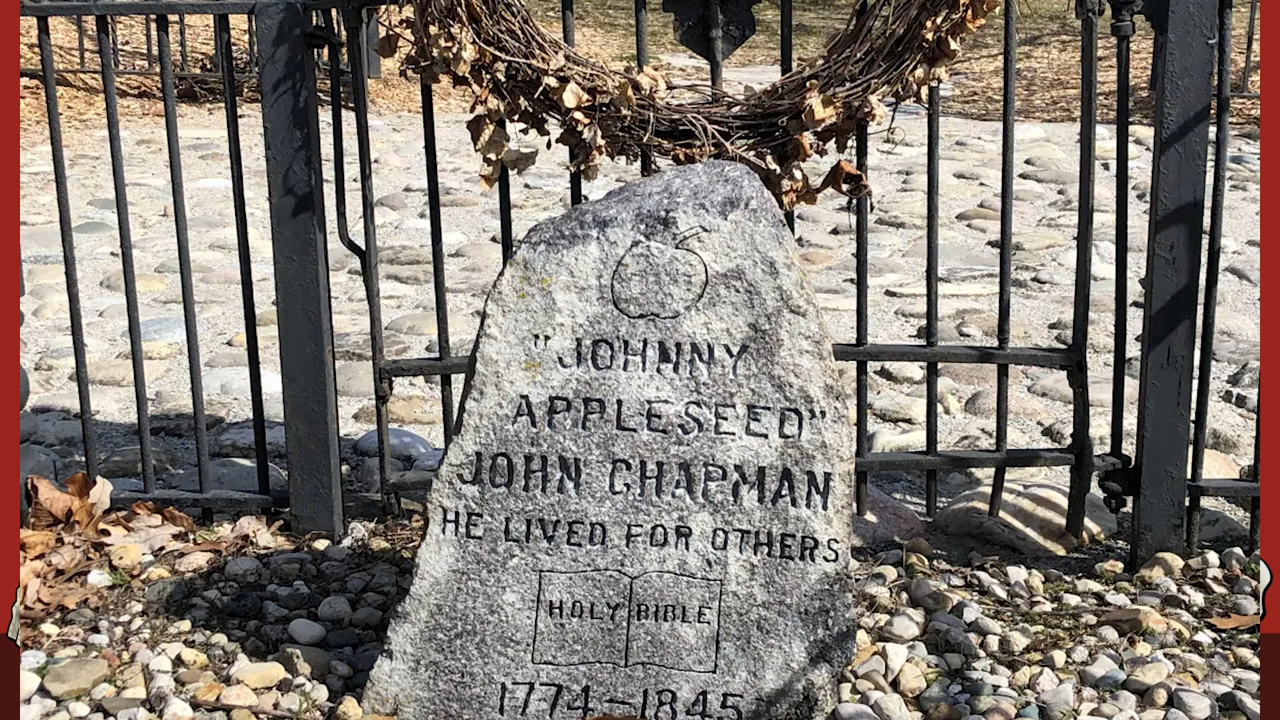 "JOHNNY
APPLESEED"
JOHN CHAPMAN
HE LIVED FOR OTHERS
HOLY BIBLE
1774-1845